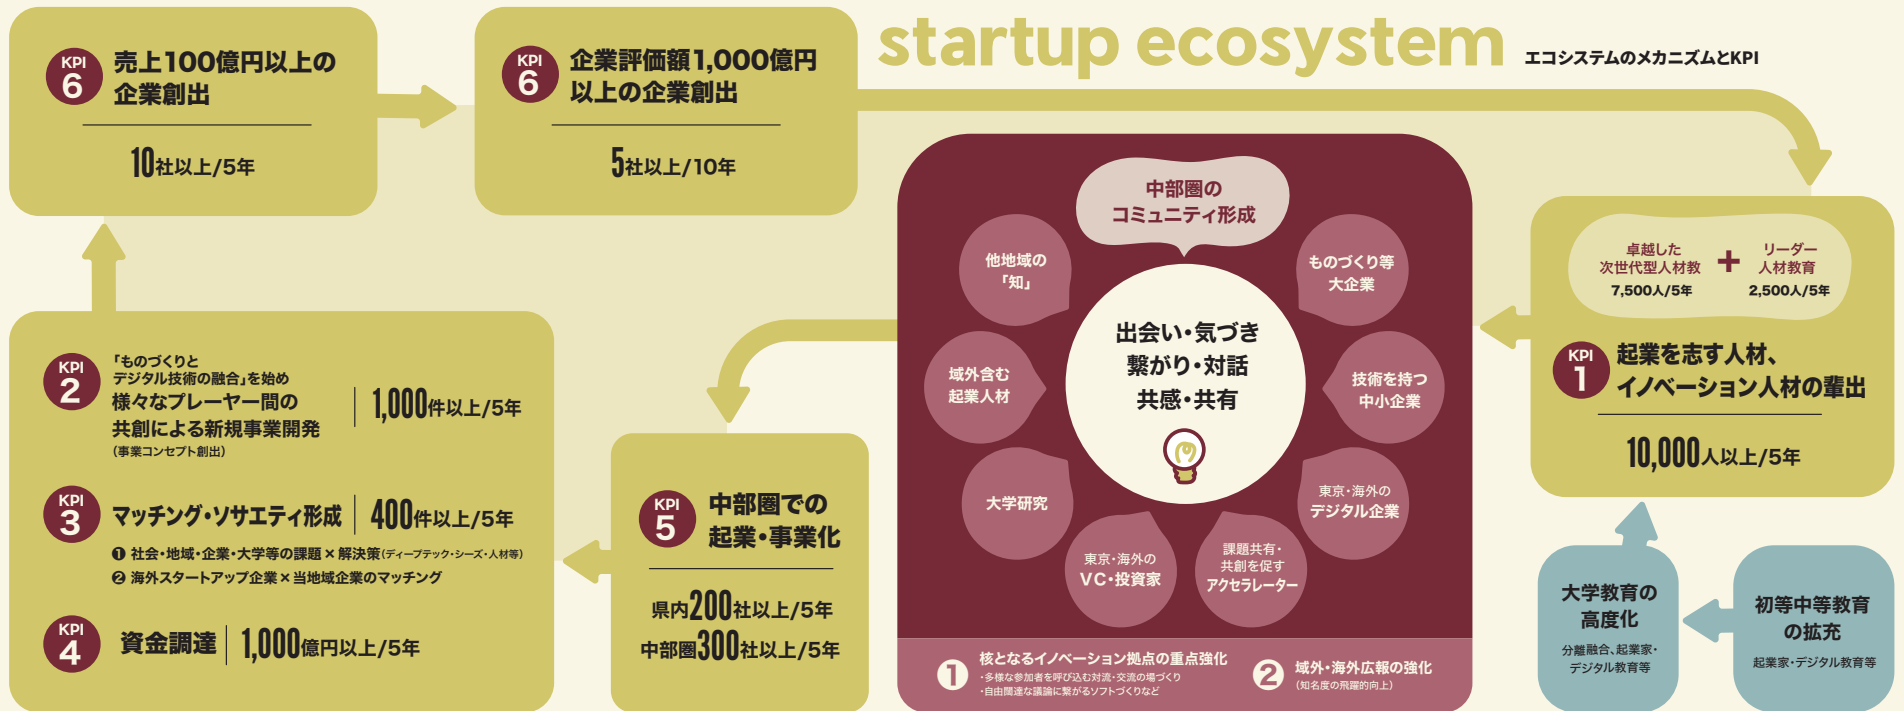 startup ecosystem
エコシステムのメカニズムとKPI
KPI
6
売上100億円以上の
企業創出
10社以上/5年
KPI
6
企業評価額1,000億円
以上の企業創出
5社以上/10年
KPI
2
「ものづくりと
デジタル技術の融合」を始め
様々なプレーヤー間の
共創による新規事業開発
(事業コンセプト創出)
1,000件以上/5年
KPI
3
マッチング・ソサエティ形成
400件以上/5年
❶ 社会・地域・企業・大学等の課題×解決策(ディープテック・シーズ・人材等)
❷ 海外スタートアップ企業×当地域企業のマッチング
KPI
4
資金調達
1,000億円以上/5年
KPI
5
中部圏での
起業・事業化
県内200社以上/5年
中部圏300社以上/5年
中部圏の
コミュニティ形成
他地域の
「知」
ものづくり等
大企業
域外含む
起業人材
技術を持つ
中小企業
大学研究
東京・海外の
デジタル企業
東京・海外の
VC・投資家
課題共有・
共創を促す
アクセラレーター
出会い・気づき
繋がり・対話
共感・共有
1
核となるイノベーション拠点の重点強化
・多様な参加者を呼び込む対流・交流の場づくり
・自由闊達な議論に繋がるソフトづくりなど
2
域外・海外広報の強化
(知名度の飛躍的向上)
卓越した
次世代型人材教
7,500人/5年
+
リーダー
人材教育
2,500人/5年
KPI
1
起業を志す人材、
イノベーション人材の輩出
10,000人以上/5年
大学教育の
高度化
分離融合、起業家・
デジタル教育等
初等中等教育
の拡充
起業家・デジタル教育等